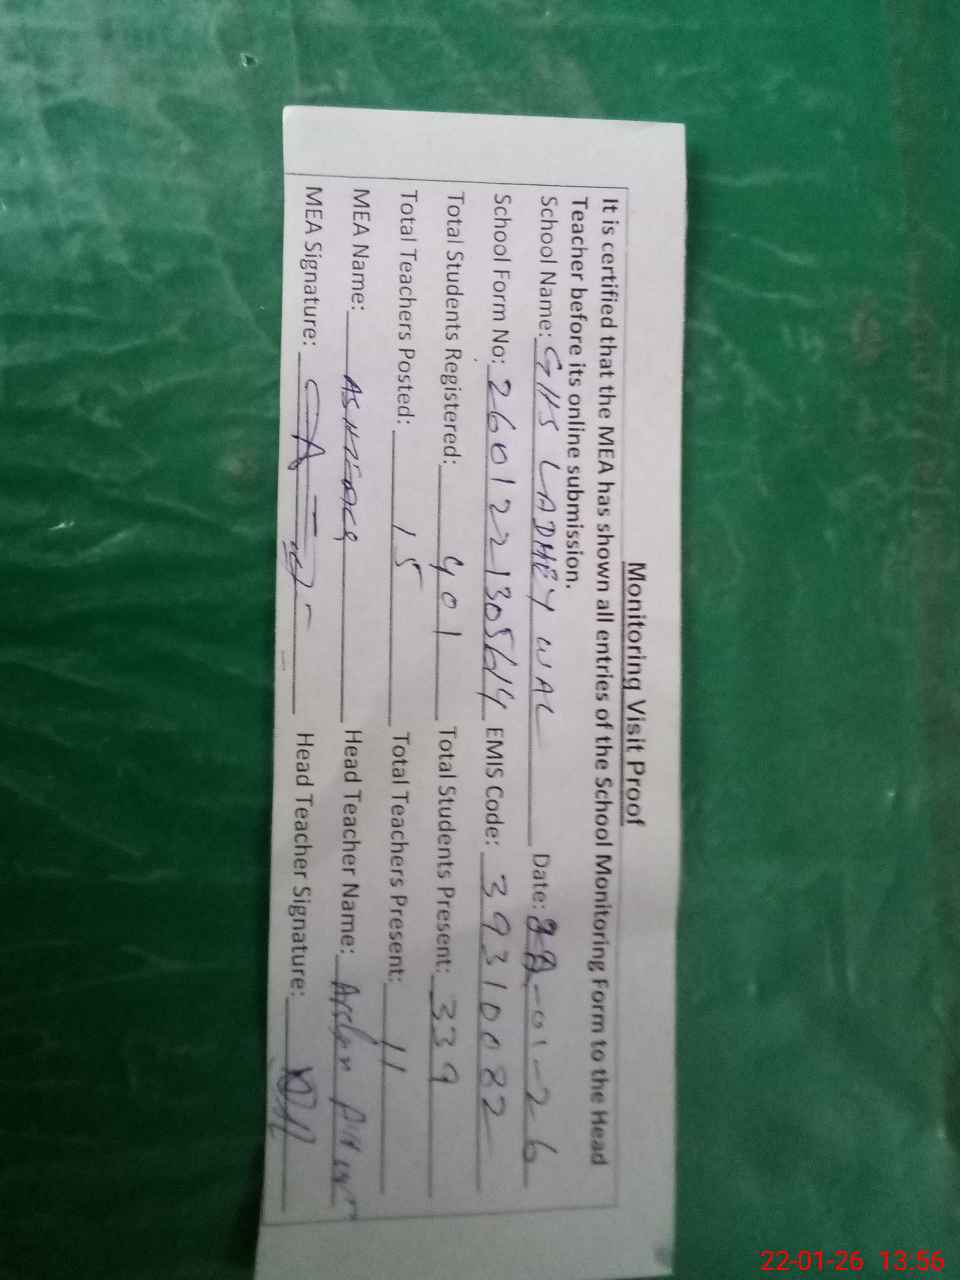 Monitoring Visit Proof
It is certified that the MEA has shown all entries of the School Monitoring Form to the Head
Teacher before its online submission.
School Name: GHS LADHEY WAL Date: -01-26
School Form No: EMIS Code: 39310082
Total Students Registered: 401 Total Students Present: 339
Total Teachers Posted: 15 Total Teachers Present: 11
MEA Name: Head Teacher Name:
MEA Signature: Head Teacher Signature:
22-01-26 13:56